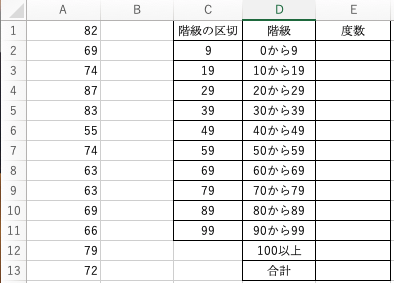 A B C D E
1 82 階級の区切 階級 度数
2 69 9 0から9
3 74 19 10から19
4 87 29 20から29
5 83 39 30から39
6 55 49 40から49
7 74 59 50から59
8 63 69 60から69
9 63 79 70から79
10 69 89 80から89
11 66 99 90から99
12 79 100以上
13 72 合計